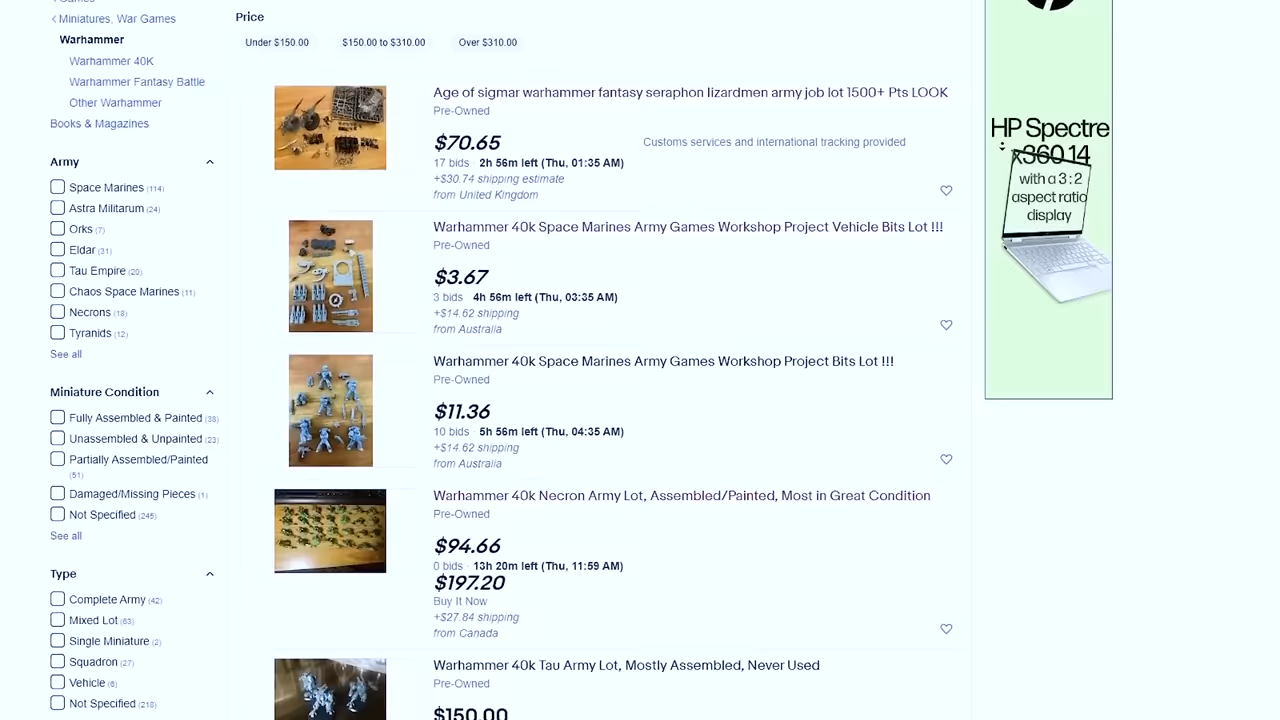 Games
Miniatures, War Games
Warhammer
Warhammer 40K
Warhammer Fantasy Battle
Other Warhammer
Books & Magazines
Army
Space Marines (114)
Astra Militarum (24)
Orks (7)
Eldar (31)
Tau Empire (20)
Chaos Space Marines (11)
Necrons (18)
Tyranids (12)
See all
Miniature Condition
Fully Assembled & Painted (38)
Unassembled & Unpainted (23)
Partially Assembled/Painted
(51)
Damaged/Missing Pieces (1)
Not Specified (245)
See all
Type
Complete Army (42)
Mixed Lot (63)
Single Miniature (2)
Squadron (27)
Vehicle (6)
Not Specified (218)
Price
Under $150.00 $150.00 to $310.00 Over $310.00
Age of sigmar warhammer fantasy seraphon lizardmen army job lot 1500+ Pts LOOK
Pre-Owned
$70.65 Customs services and international tracking provided
17 bids · 2h 56m left (Thu, 01:35 AM)
+$30.74 shipping estimate
from United Kingdom
Warhammer 40k Space Marines Army Games Workshop Project Vehicle Bits Lot !!!
Pre-Owned
$3.67
3 bids · 4h 56m left (Thu, 03:35 AM)
+$14.62 shipping
from Australia
Warhammer 40k Space Marines Army Games Workshop Project Bits Lot !!!
Pre-Owned
$11.36
10 bids · 5h 56m left (Thu, 04:35 AM)
+$14.62 shipping
from Australia
Warhammer 40k Necron Army Lot, Assembled/Painted, Most in Great Condition
Pre-Owned
$94.66
0 bids · 13h 20m left (Thu, 11:59 AM)
$197.20
Buy It Now
+$27.84 shipping
from Canada
Warhammer 40k Tau Army Lot, Mostly Assembled, Never Used
Pre-Owned
$150.00
HP Spectre
x360 14
with a 3:2
aspect ratio
display